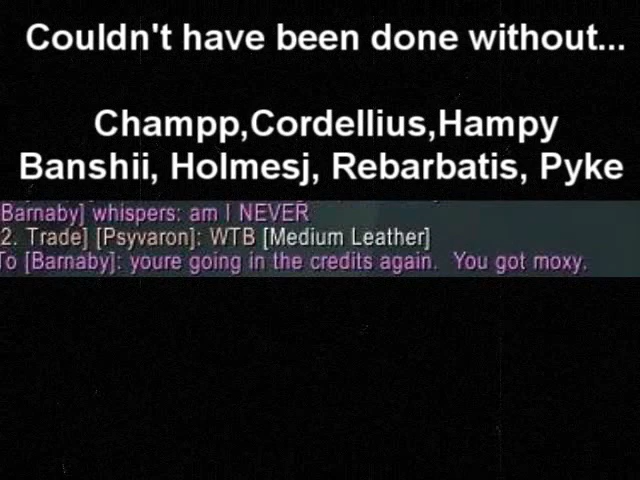 Couldn't have been done without...
Champp,Cordellius,Hampy
Banshii, Holmesj, Rebarbatis, Pyke
Barnaby] whispers: am I NEVER
2. Trade] [Psyvaron]: WTB [Medium Leather]
To [Barnaby]: youre going in the credits again. You got moxy.